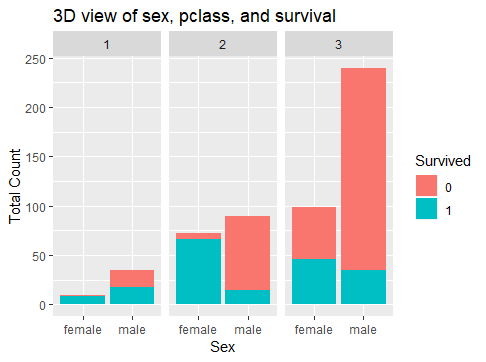 3D view of sex, pclass, and survival
1 2 3
250
200
150
100
50
0
Total Count
female male female male female male
Sex
Survived
0
1